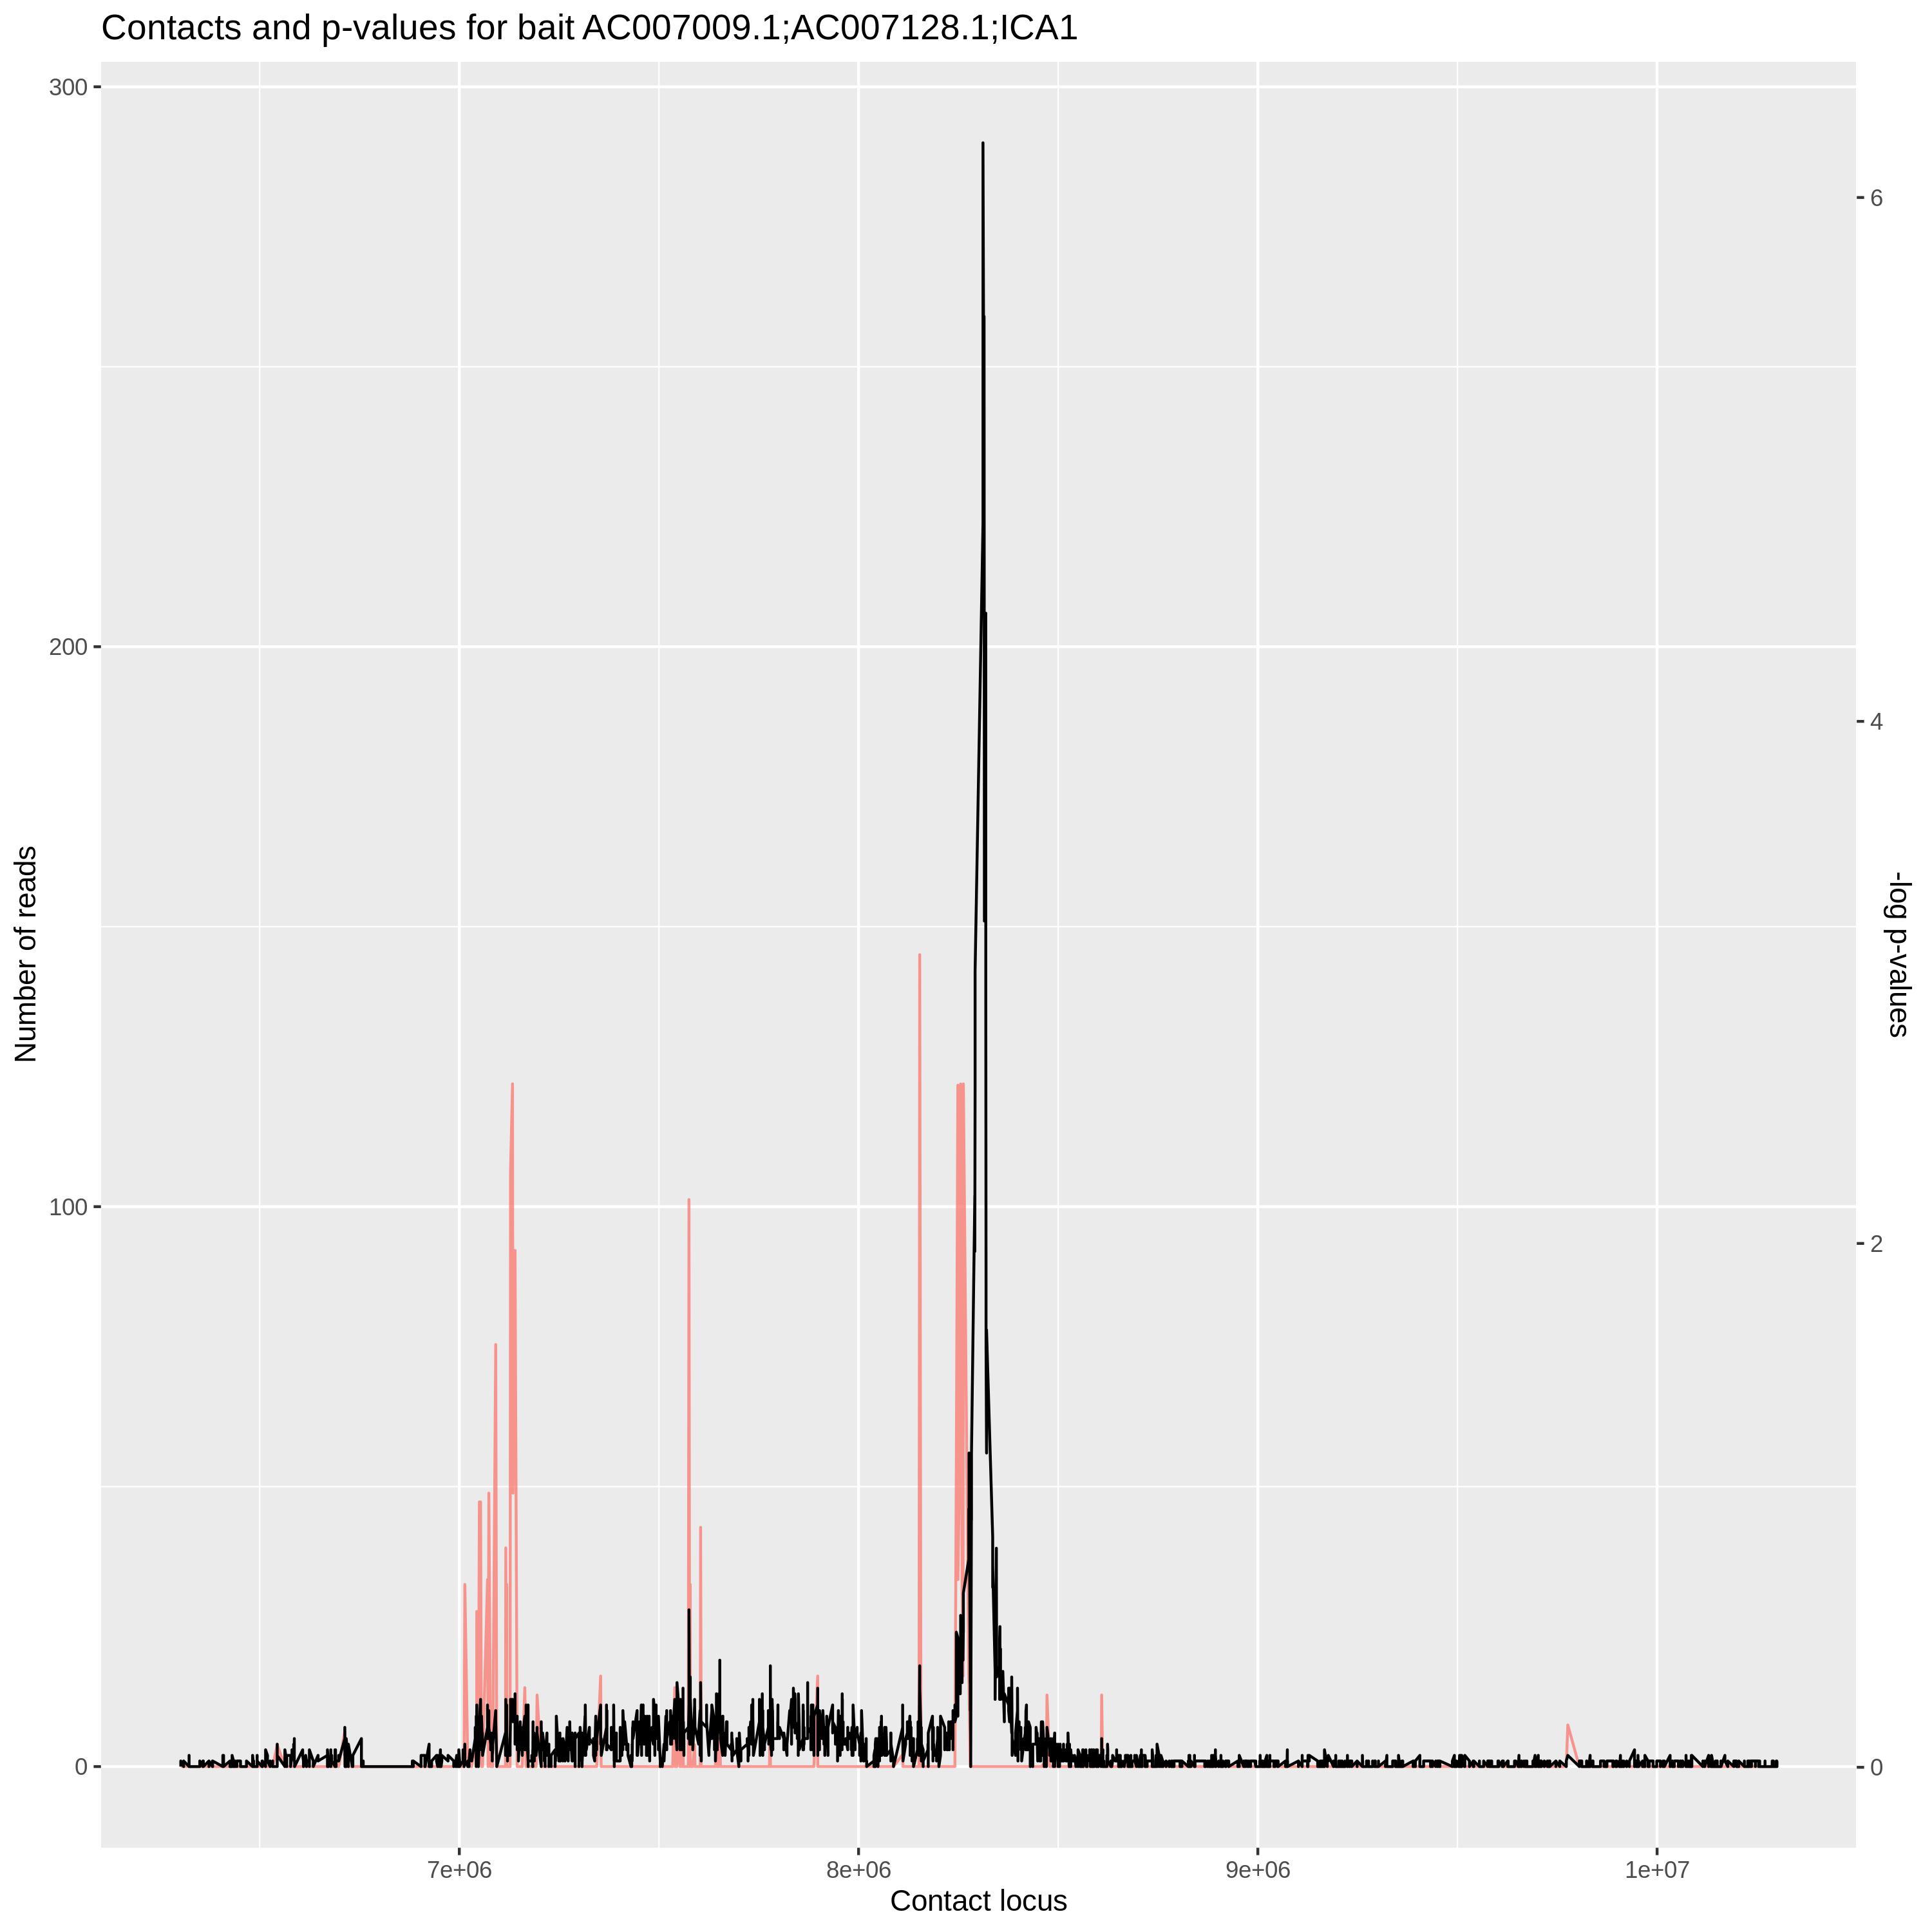 Contacts and p-values for bait AC007009.1;AC007128.1;ICA1
300
200
100
0
Number of reads
6
4
2
0
-log p-values
7e+06
8e+06
9e+06
1e+07
Contact locus